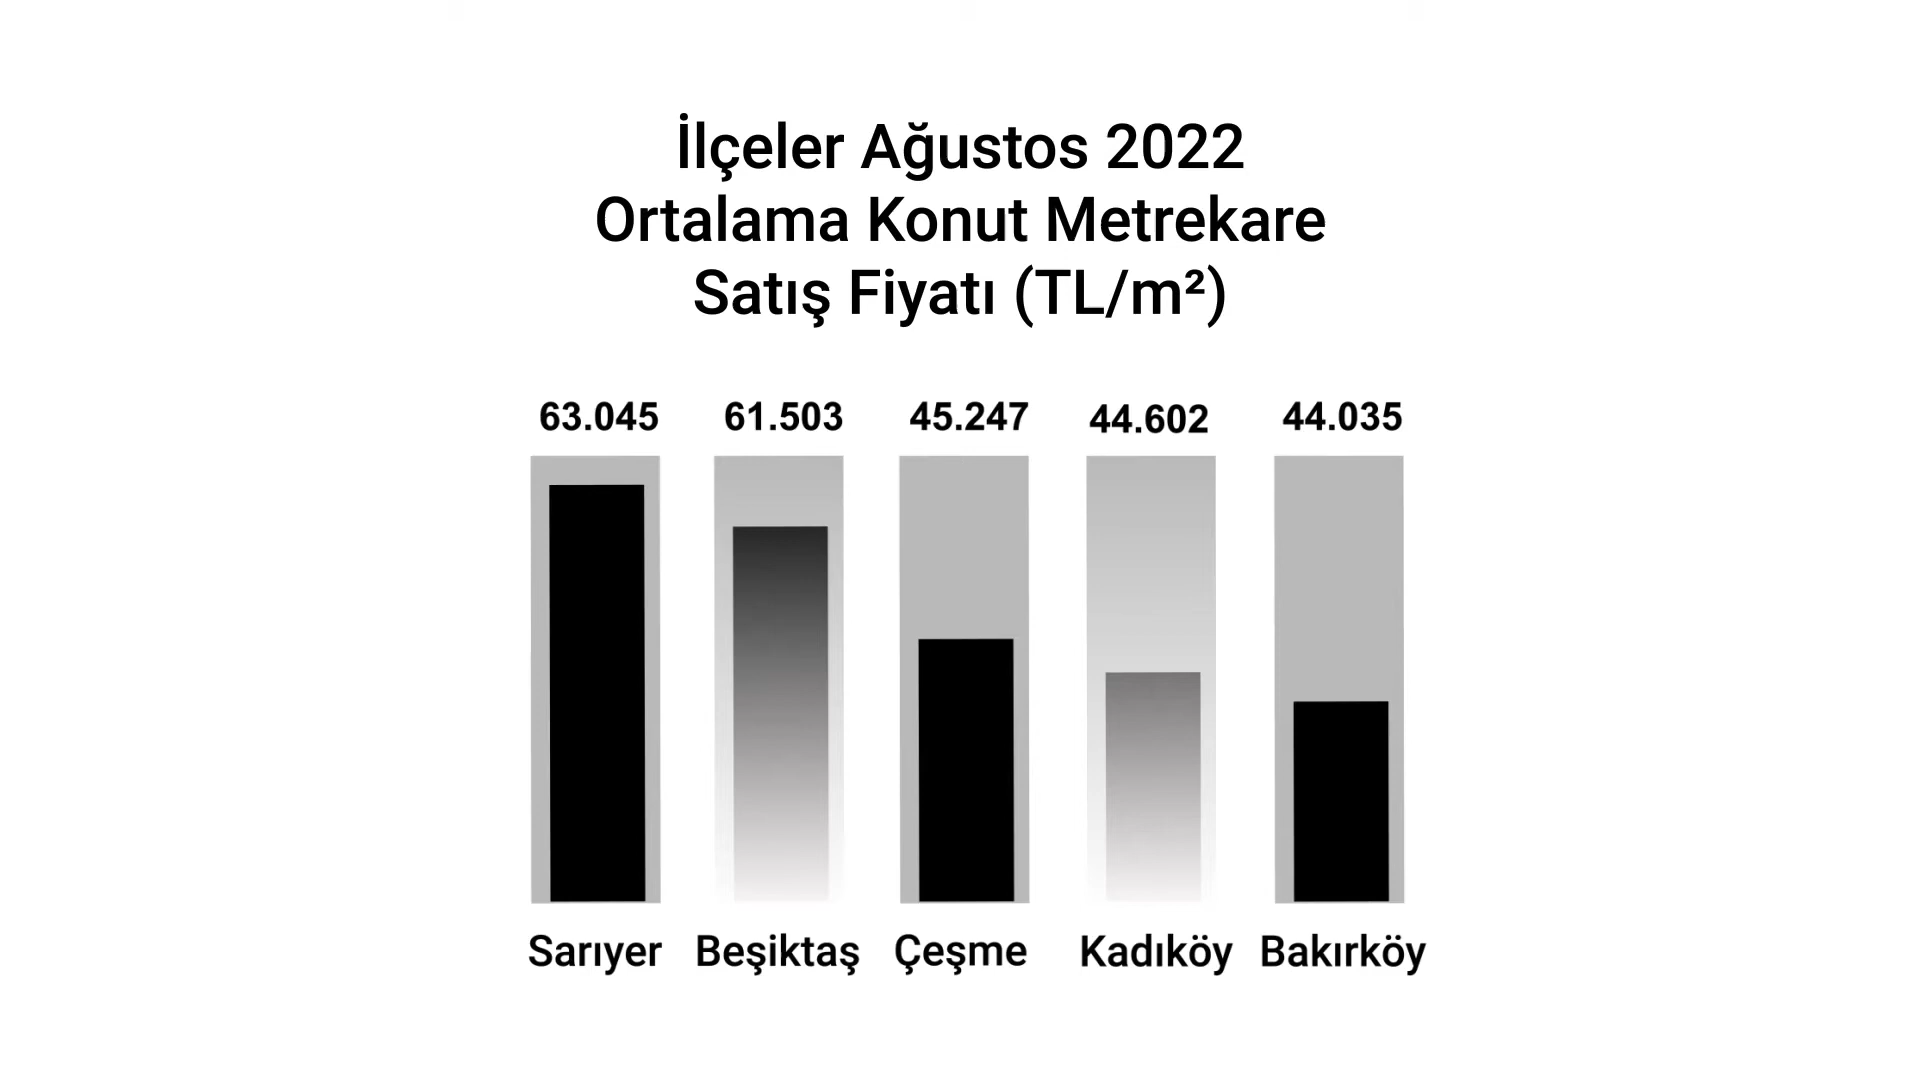 İlçeler Ağustos 2022
Ortalama Konut Metrekare
Satış Fiyatı (TL/m²)
63.045 61.503 45.247 44.602 44.035
Sarıyer Beşiktaş Çeşme Kadıköy Bakırköy